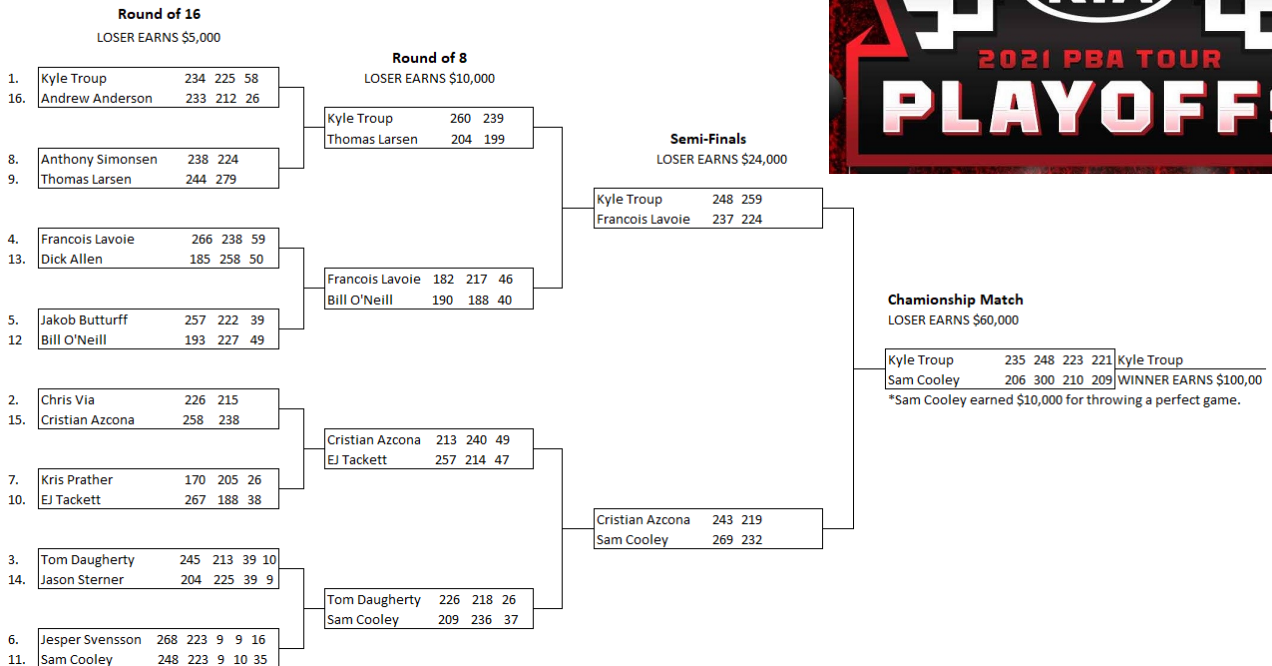 Round of 16
LOSER EARNS $5,000
1. Kyle Troup 234 225 58
16. Andrew Anderson 233 212 26
8. Anthony Simonsen 238 224
9. Thomas Larsen 244 279
4. Francois Lavoie 266 238 59
13. Dick Allen 185 258 50
5. Jakob Butturff 257 222 39
12 Bill O'Neill 193 227 49
2. Chris Via 226 215
15. Cristian Azcona 258 238
7. Kris Prather 170 205 26
10. EJ Tackett 267 188 38
3. Tom Daugherty 245 213 39 10
14. Jason Sterner 204 225 39 9
6. Jesper Svensson 268 223 9 9 16
11. Sam Cooley 248 223 9 10 35
Round of 8
LOSER EARNS $10,000
Kyle Troup 260 239
Thomas Larsen 204 199
Francois Lavoie 182 217 46
Bill O'Neill 190 188 40
Cristian Azcona 213 240 49
EJ Tackett 257 214 47
Tom Daugherty 226 218 26
Sam Cooley 209 236 37
Semi-Finals
LOSER EARNS $24,000
Kyle Troup 248 259
Francois Lavoie 237 224
Cristian Azcona 243 219
Sam Cooley 269 232
2021 PBA TOUR
PLAYOFFS
Chamionship Match
LOSER EARNS $60,000
Kyle Troup 235 248 223 221 Kyle Troup
Sam Cooley 206 300 210 209 WINNER EARNS $100,00
*Sam Cooley earned $10,000 for throwing a perfect game.